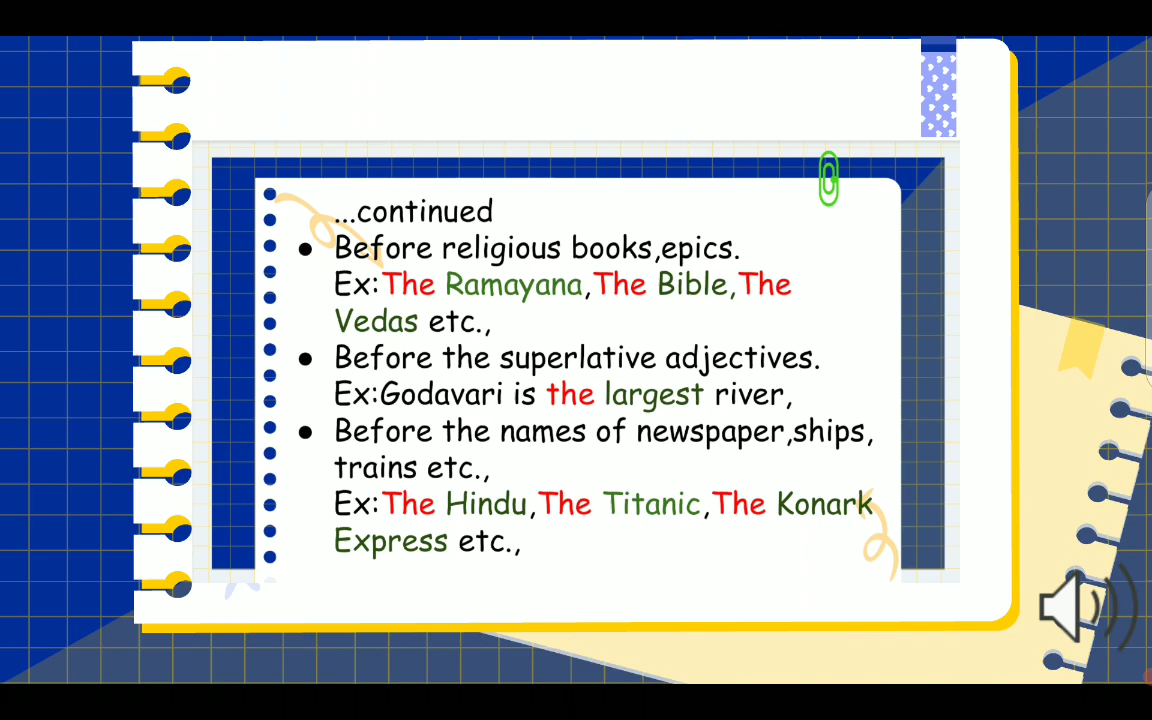 ...continued
● Before religious books,epics.
Ex:The Ramayana,The Bible,The
Vedas etc.,
● Before the superlative adjectives.
Ex:Godavari is the largest river,
● Before the names of newspaper,ships,
trains etc.,
Ex:The Hindu,The Titanic,The Konark
Express etc.,